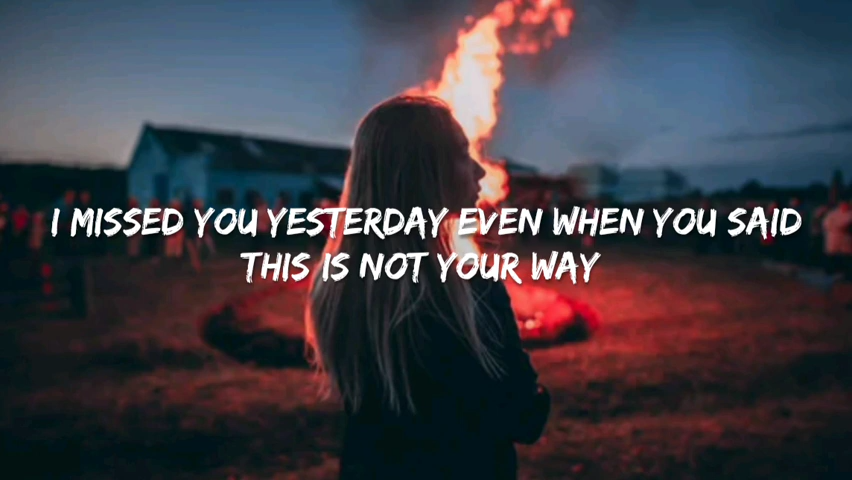 I MISSED YOU YESTERDAY EVEN WHEN YOU SAID
THIS IS NOT YOUR WAY